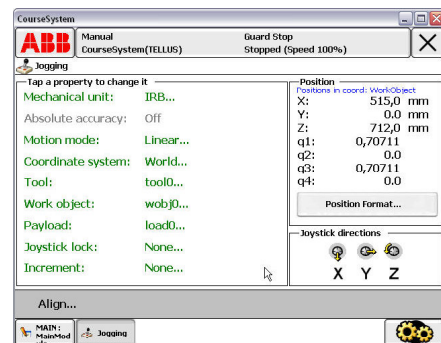 CourseSystem
ABB
Manual
CourseSystem(TELLUS)
Guard Stop
Stopped (Speed 100%)
Jogging
Tap a property to change it
Mechanical unit: IRB...
Absolute accuracy: Off
Motion mode: Linear...
Coordinate system: World...
Tool: tool0...
Work object: wobj0...
Payload: load0...
Joystick lock: None...
Increment: None...
Position
Positions in coord: WorkObject
X: 515,0 mm
Y: 0.0 mm
Z: 712,0 mm
q1: 0,70711
q2: 0.0
q3: 0,70711
q4: 0.0
Position Format...
Joystick directions
X Y Z
Align...
MAIN:
MainMod
Jogging